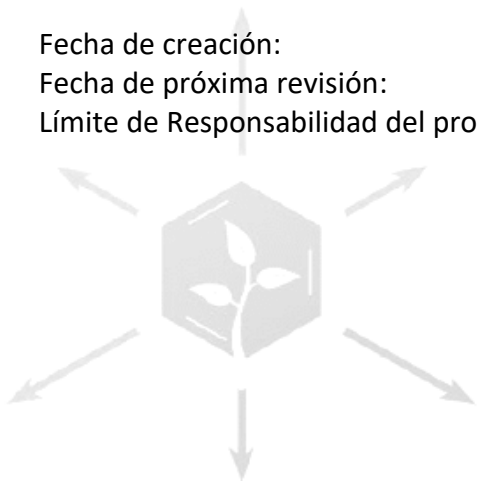 Fecha de creación:
Fecha de próxima revisión:
Límite de Responsabilidad del pro